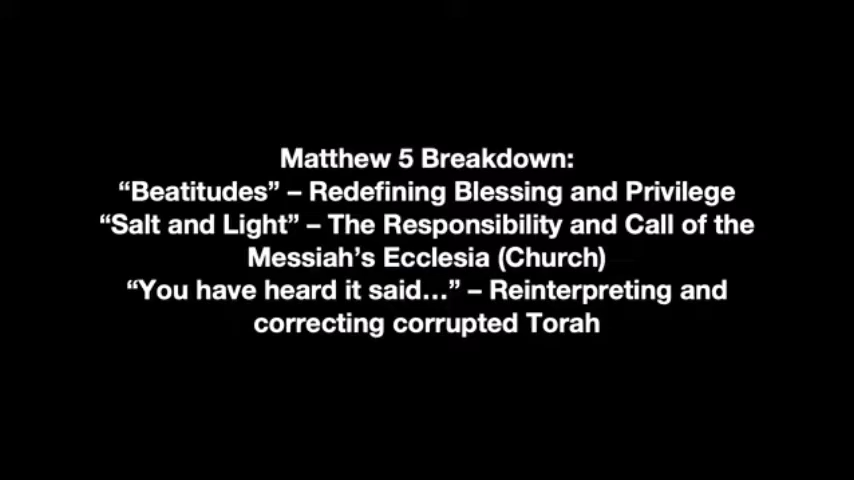 Matthew 5 Breakdown:
“Beatitudes” – Redefining Blessing and Privilege
“Salt and Light” – The Responsibility and Call of the
Messiah’s Ecclesia (Church)
“You have heard it said...” – Reinterpreting and
correcting corrupted Torah